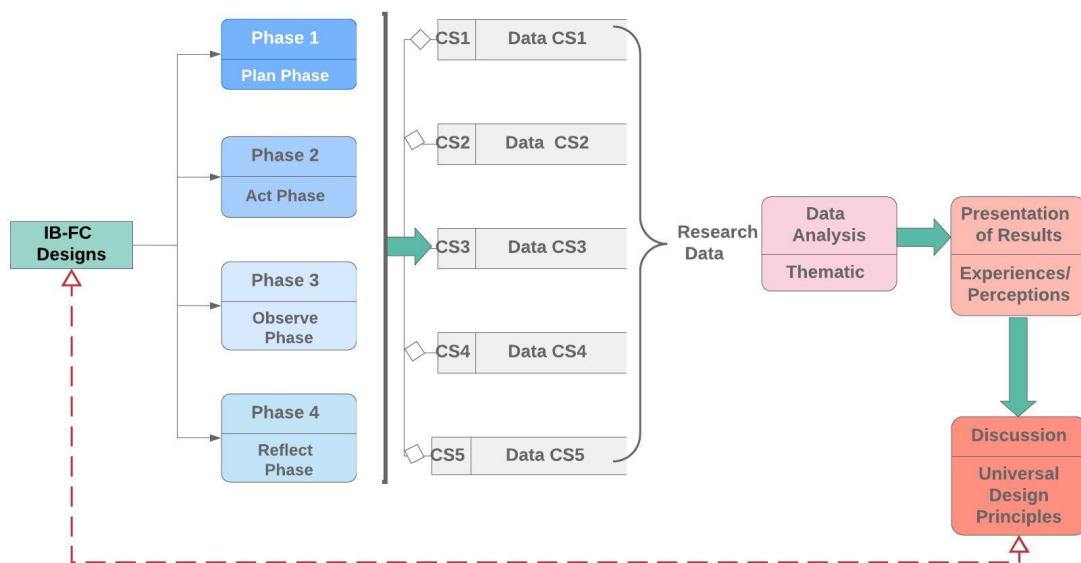 IB-FC
Designs
Phase 1
Plan Phase
Phase 2
Act Phase
Phase 3
Observe
Phase
Phase 4
Reflect
Phase
CS1
Data CS1
CS2
Data CS2
CS3
Data CS3
CS4
Data CS4
CS5
Data CS5
Research
Data
Data
Analysis
Thematic
Presentation
of Results
Experiences/
Perceptions
Discussion
Universal
Design
Principles